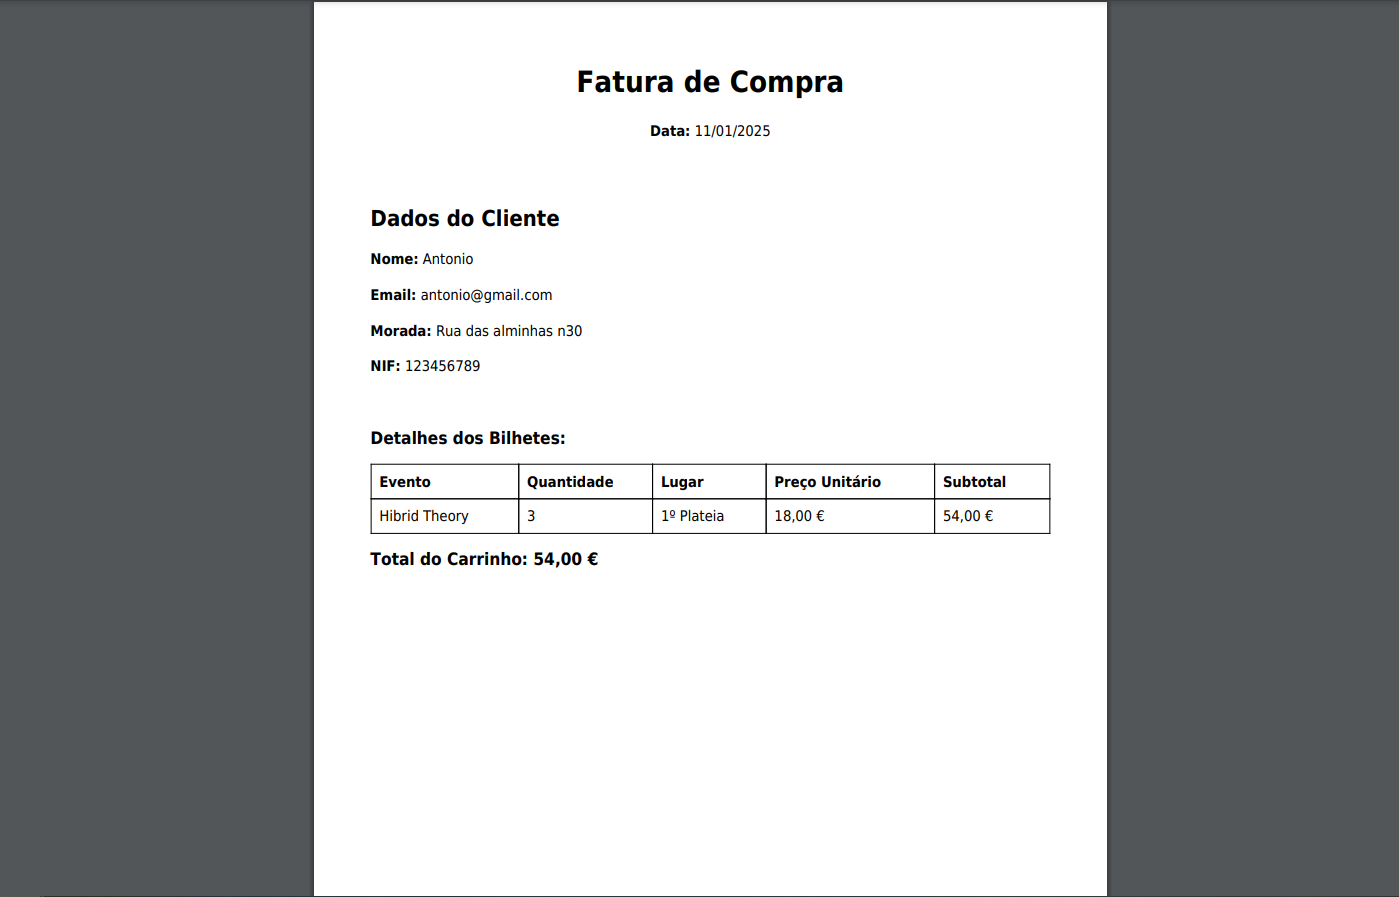 Fatura de Compra
Data: 11/01/2025
Dados do Cliente
Nome: Antonio
Email: antonio@gmail.com
Morada: Rua das alminhas n30
NIF: 123456789
Detalhes dos Bilhetes:
Evento Quantidade Lugar Preço Unitário Subtotal
Hibrid Theory 3 1º Plateia 18,00 € 54,00 €
Total do Carrinho: 54,00 €